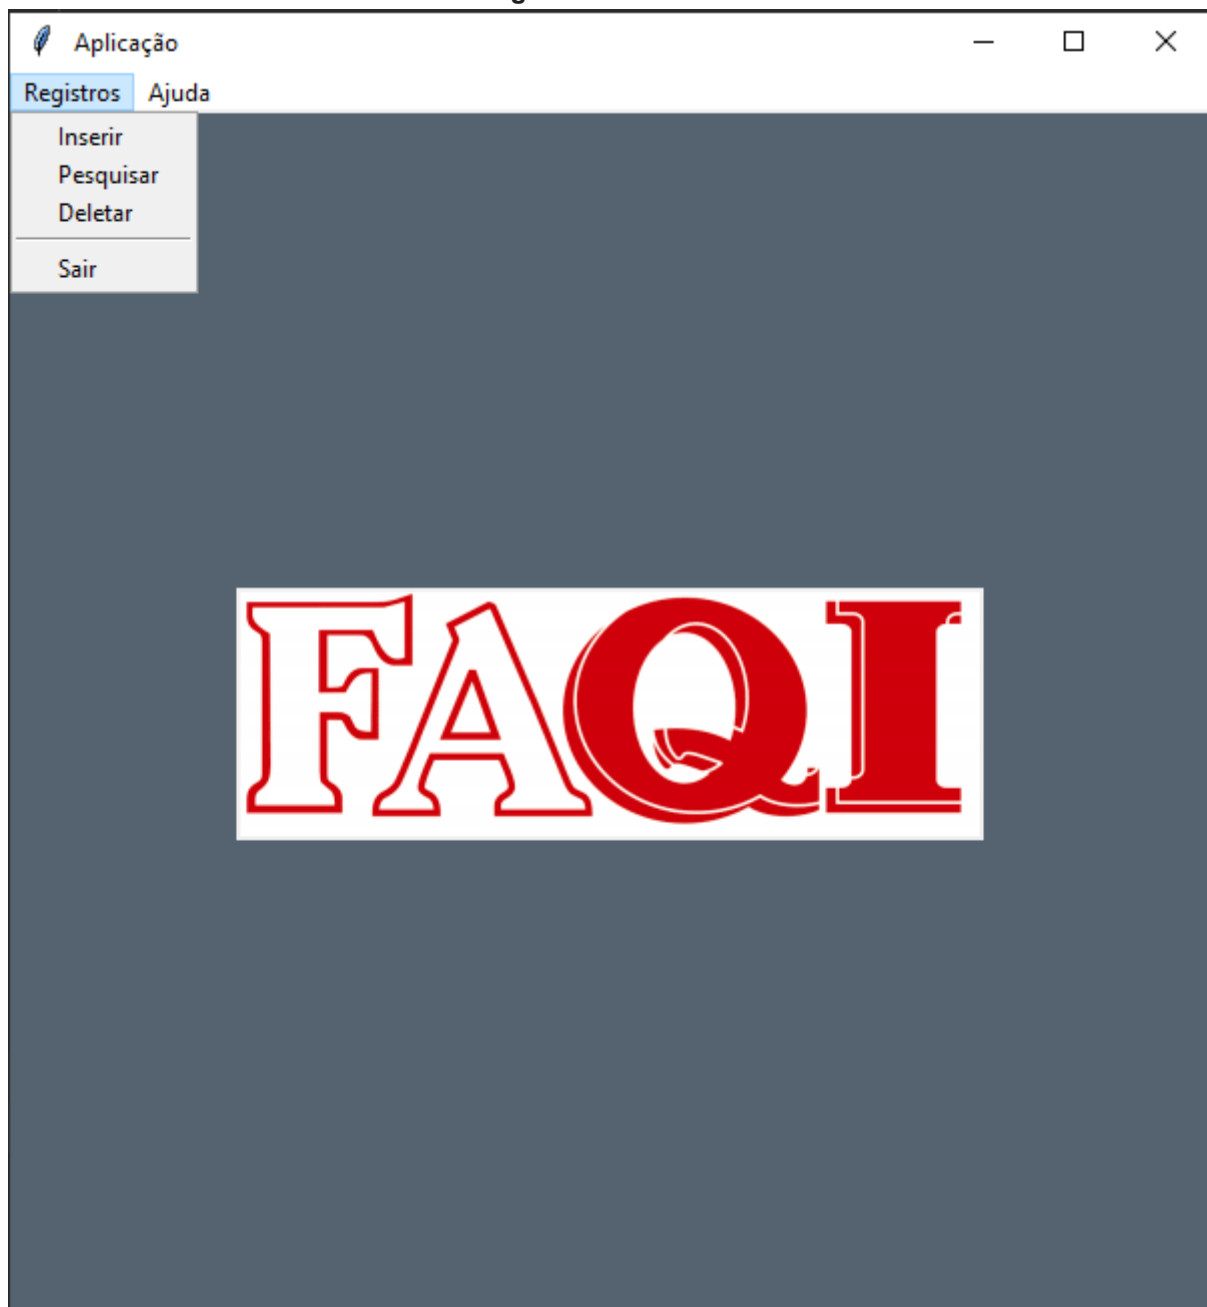 Aplicação
Registros Ajuda
Inserir
Pesquisar
Deletar
Sair
FAQI